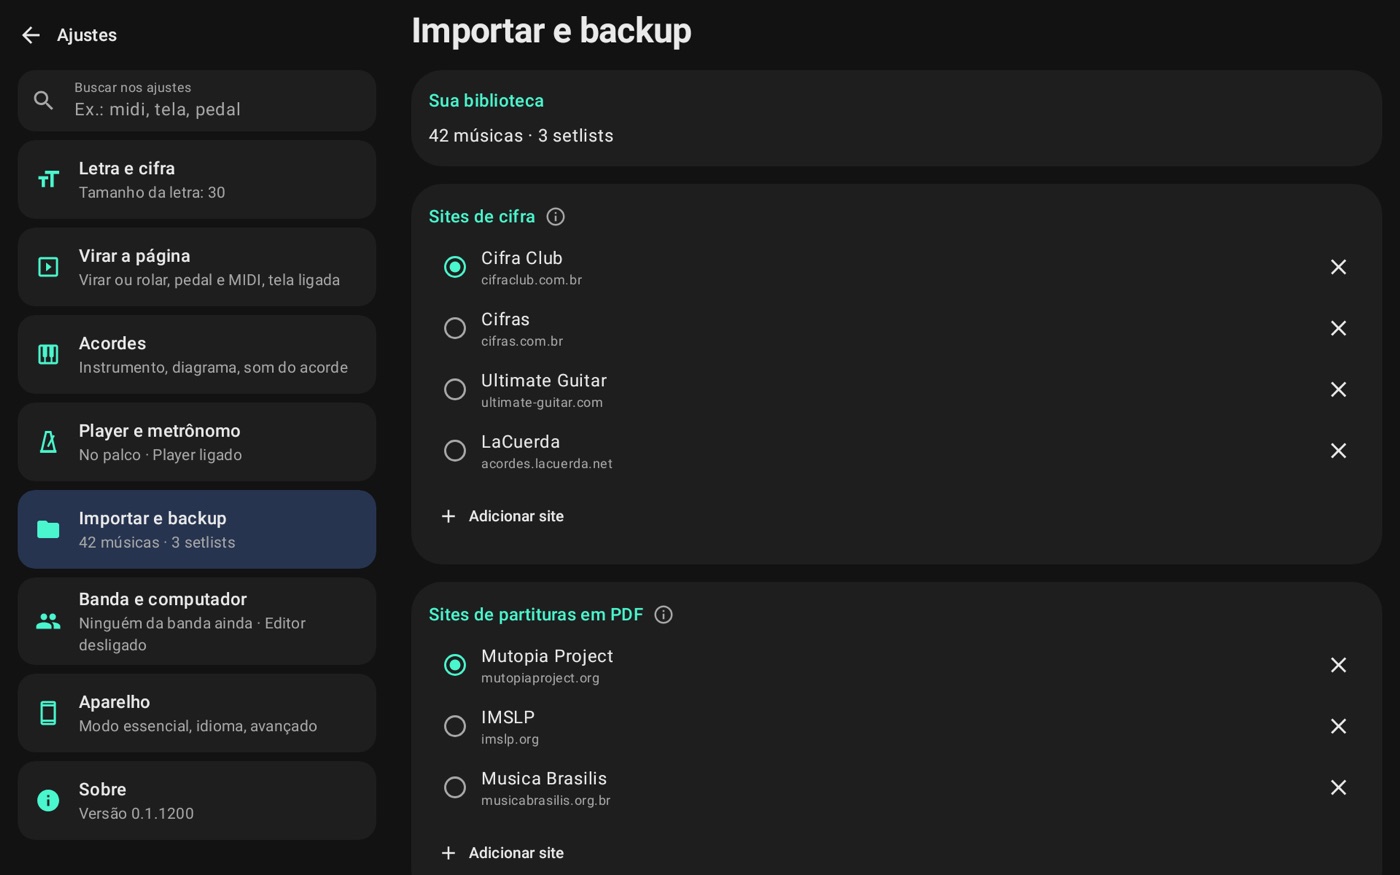 Ajustes
Buscar nos ajustes
Ex.: midi, tela, pedal
Letra e cifra
Tamanho da letra: 30
Virar a página
Virar ou rolar, pedal e MIDI, tela ligada
Acordes
Instrumento, diagrama, som do acorde
Player e metrônomo
No palco · Player ligado
Importar e backup
42 músicas · 3 setlists
Banda e computador
Ninguém da banda ainda · Editor
desligado
Aparelho
Modo essencial, idioma, avançado
Sobre
Versão 0.1.1200
Importar e backup
Sua biblioteca
42 músicas · 3 setlists
Sites de cifra
Cifra Club
cifraclub.com.br
Cifras
cifras.com.br
Ultimate Guitar
ultimate-guitar.com
LaCuerda
acordes.lacuerda.net
Adicionar site
Sites de partituras em PDF
Mutopia Project
mutopiaproject.org
IMSLP
imslp.org
Musica Brasilis
musicabrasilis.org.br
Adicionar site